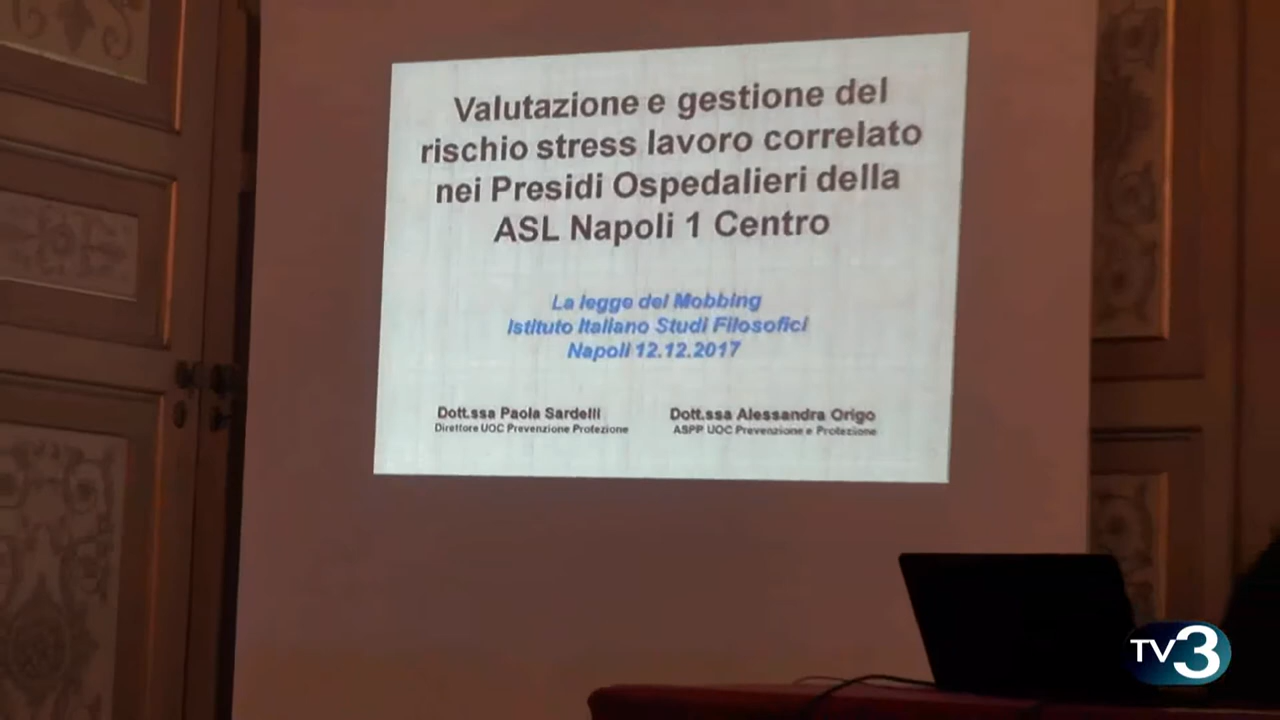 Valutazione e gestione del
rischio stress lavoro correlato
nei Presidi Ospedalieri della
ASL Napoli 1 Centro
La legge del Mobbing
Istituto Italiano Studi Filosofici
Napoli 12.12.2017
Dott.ssa Paola Sardelli
Direttore UOC Prevenzione Protezione
Dott.ssa Alessandra Origo
ASPP UOC Prevenzione e Protezione
TV3